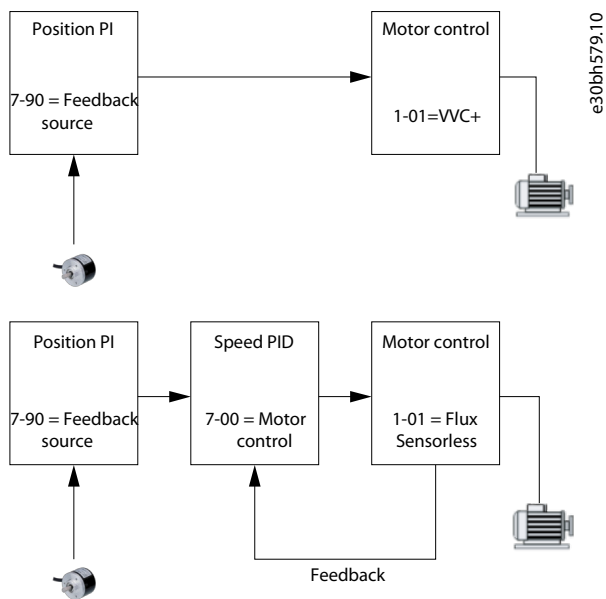 Position PI
7-90 = Feedback
source
Motor control
1-01=VVC+
e30bh579.10
Position PI
7-90 = Feedback
source
Speed PID
7-00 = Motor
control
Motor control
1-01 = Flux
Sensorless
Feedback